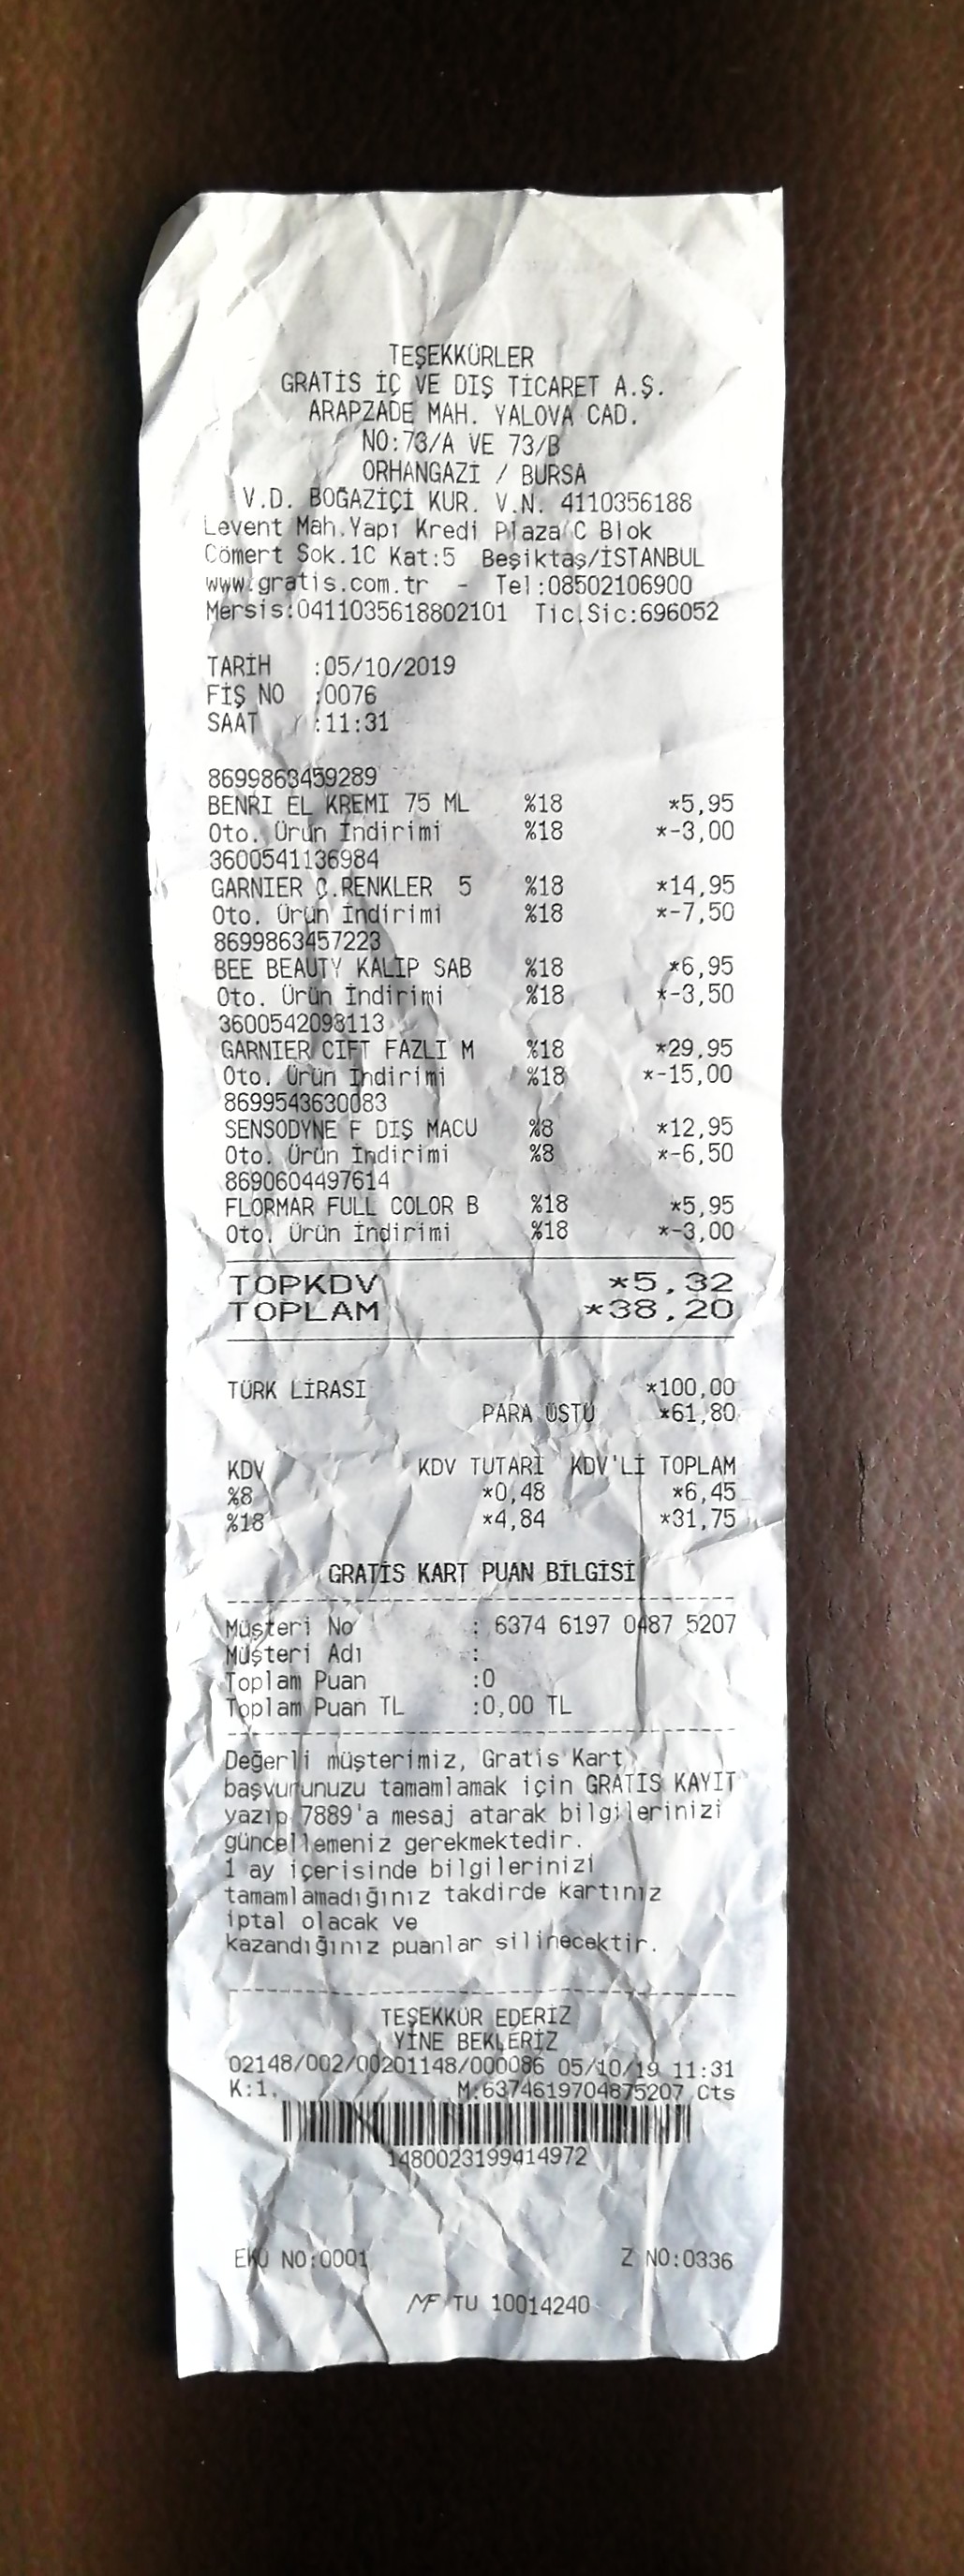 TEŞEKKÜRLER
GRATİS İÇ VE DIŞ TİCARET A.Ş.
ARAPZADE MAH. YALOVA CAD.
NO:73/A VE 73/B
ORHANGAZİ / BURSA
V.D. BOĞAZİÇİ KUR. V.N. 4110356188
Levent Mah.Yapı Kredi Plaza C Blok
Cömert Sok.1C Kat:5 Beşiktaş/İSTANBUL
www.gratis.com.tr - Tel:08502106900
Mersis:0411035618802101 Tic.Sic:696052
TARİH :05/10/2019
FİŞ NO :0076
SAAT :11:31
8699863459289
BENRI EL KREMI 75 ML %18 *5,95
Oto. Ürün İndirimi %18 *-3,00
3600541136984
GARNIER Ç.RENKLER 5 %18 *14,95
Oto. Ürün İndirimi %18 *-7,50
8699863457223
BEE BEAUTY KALIP SAB %18 *6,95
Oto. Ürün İndirimi %18 *-3,50
3600542093113
GARNIER CIFT FAZLI M %18 *29,95
Oto. Ürün İndirimi %18 *-15,00
8699543630083
SENSODYNE F DIŞ MACU %8 *12,95
Oto. Ürün İndirimi %8 *-6,50
8690604497614
FLORMAR FULL COLOR B %18 *5,95
Oto. Ürün İndirimi %18 *-3,00
TOPKDV *5,32
TOPLAM *38,20
TÜRK LİRASI *100,00
PARA ÜSTÜ *61,80
KDV KDV TUTARI KDV'Lİ TOPLAM
%8 *0,48 *6,45
%18 *4,84 *31,75
GRATİS KART PUAN BİLGİSİ
Müşteri No : 6374 6197 0487 5207
Müşteri Adı :
Toplam Puan :0
Toplam Puan TL :0,00 TL
Değerli müşterimiz, Gratis Kart
başvurunuzu tamamlamak için GRATIS KAYIT
yazıp 7889'a mesaj atarak bilgilerinizi
güncellemeniz gerekmektedir.
1 ay içerisinde bilgilerinizi
tamamlamadığınız takdirde kartınız
iptal olacak ve
kazandığınız puanlar silinecektir.
TEŞEKKÜR EDERİZ
YİNE BEKLERİZ
02148/002/00201148/000086 05/10/19 11:31
K:1. M:6374619704875207 Cts
1480023199414972
EKÜ NO:0001 Z NO:0336
MF TU 10014240